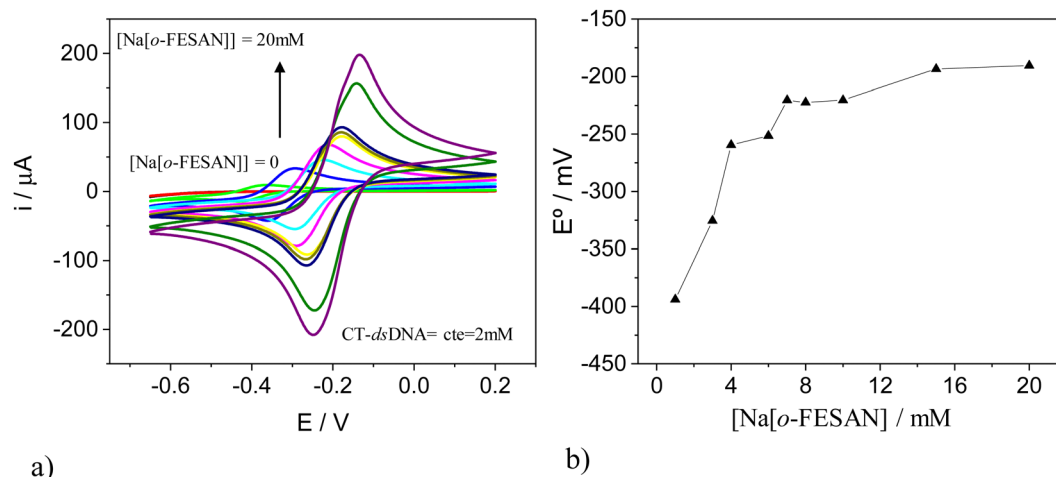 [Na[o-FESAN]] = 20mM
[Na[o-FESAN]] = 0
CT-dsDNA= cte=2mM
i / µA
200
100
0
-100
-200
-0.6
-0.4
-0.2
0.0
0.2
E / V
a)
Eº / mV
-150
-200
-250
-300
-350
-400
-450
0
4
8
12
16
20
[Na[o-FESAN] / mM
b)